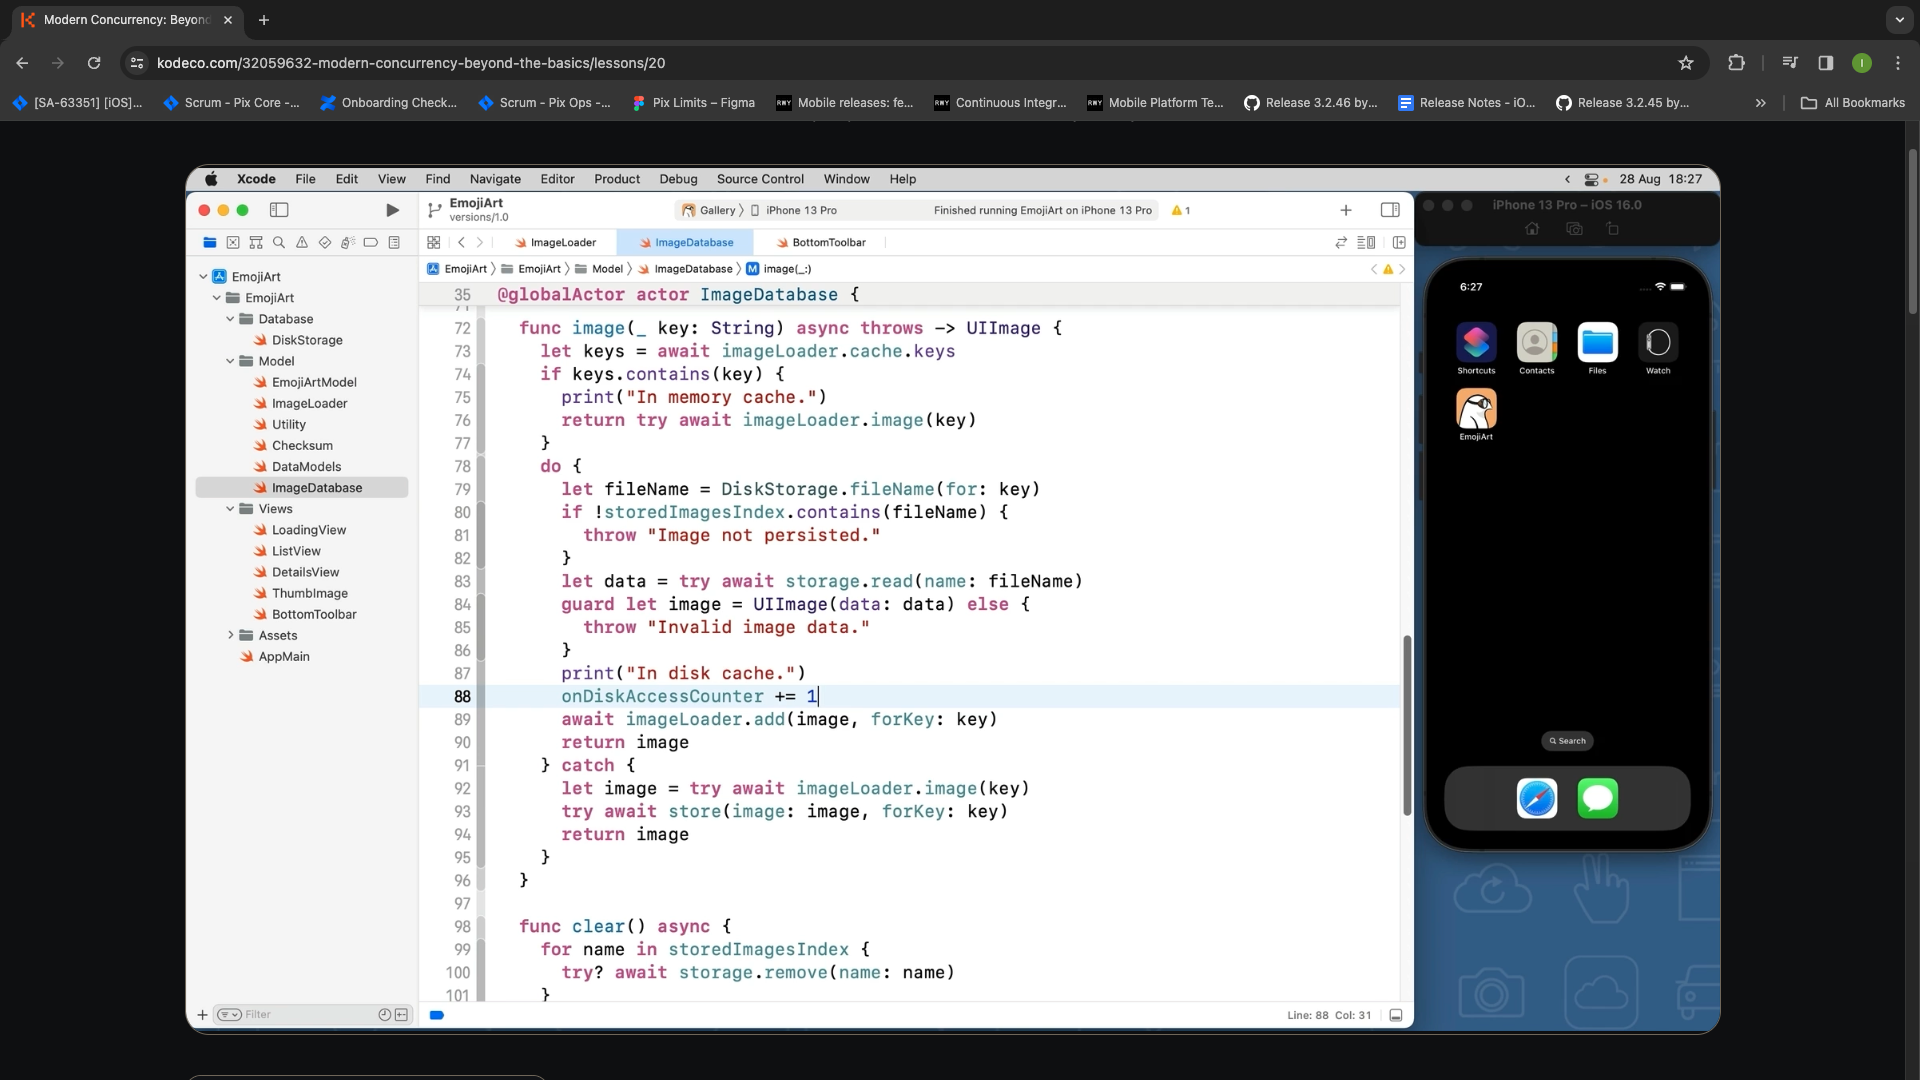 Modern Concurrency: Beyond
kodeco.com/32059632-modern-concurrency-beyond-the-basics/lessons/20
[SA-63351] [iOS]...
Scrum - Pix Core -...
Onboarding Check...
Scrum - Pix Ops -...
Pix Limits – Figma
Mobile releases: fe...
Continuous Integr...
Mobile Platform Te...
Release 3.2.46 by...
Release Notes - iO...
Release 3.2.45 by...
All Bookmarks
Xcode File Edit View Find Navigate Editor Product Debug Source Control Window Help
28 Aug 18:27
EmojiArt
versions/1.0
Gallery
iPhone 13 Pro
Finished running EmojiArt on iPhone 13 Pro
1
ImageLoader
ImageDatabase
BottomToolbar
EmojiArt
EmojiArt
Model
ImageDatabase
M image(_:)
EmojiArt
EmojiArt
Database
DiskStorage
Model
EmojiArtModel
ImageLoader
Utility
Checksum
DataModels
ImageDatabase
Views
LoadingView
ListView
DetailsView
ThumbImage
BottomToolbar
Assets
AppMain
Filter
35 @globalActor actor ImageDatabase {
72 func image(_ key: String) async throws -> UIImage {
73 let keys = await imageLoader.cache.keys
74 if keys.contains(key) {
75 print("In memory cache.")
76 return try await imageLoader.image(key)
77 }
78 do {
79 let fileName = DiskStorage.fileName(for: key)
80 if !storedImagesIndex.contains(fileName) {
81 throw "Image not persisted."
82 }
83 let data = try await storage.read(name: fileName)
84 guard let image = UIImage(data: data) else {
85 throw "Invalid image data."
86 }
87 print("In disk cache.")
88 onDiskAccessCounter += 1
89 await imageLoader.add(image, forKey: key)
90 return image
91 } catch {
92 let image = try await imageLoader.image(key)
93 try await store(image: image, forKey: key)
94 return image
95 }
96 }
97
98 func clear() async {
99 for name in storedImagesIndex {
100 try? await storage.remove(name: name)
101 }
Line: 88 Col: 31
iPhone 13 Pro – iOS 16.0
6:27
Shortcuts
Contacts
Files
Watch
EmojiArt
Search